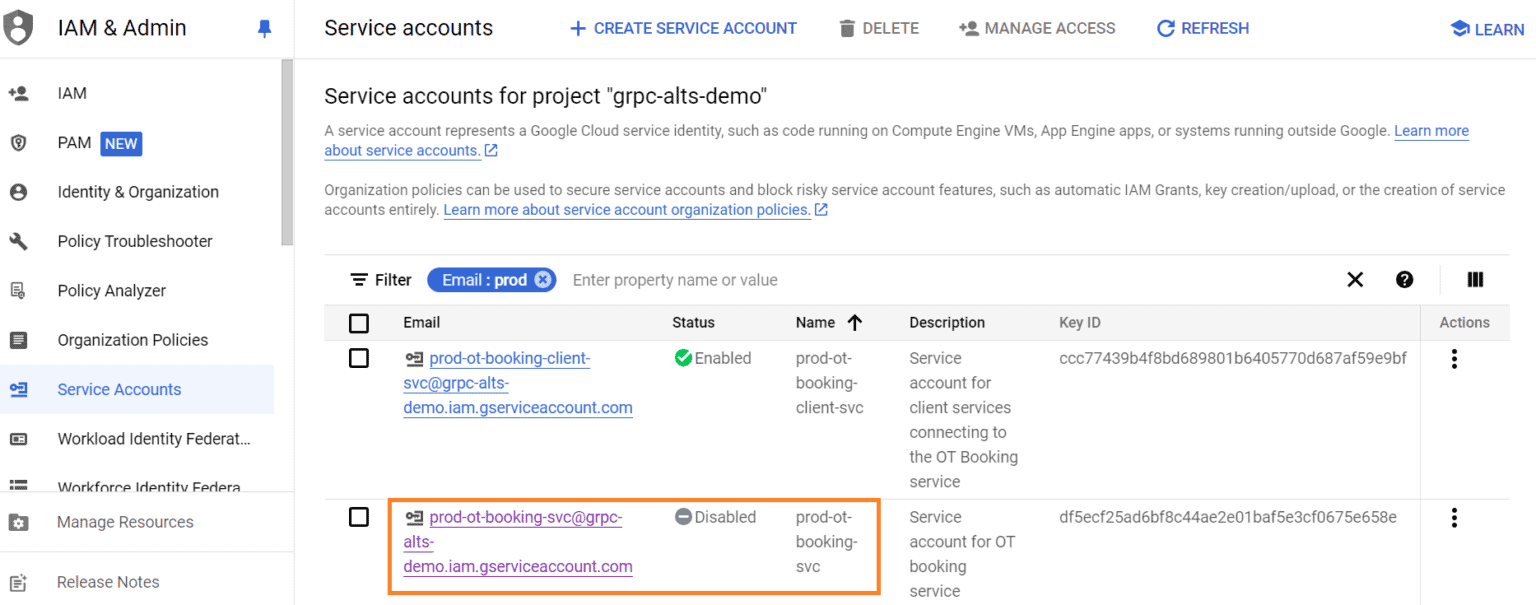 IAM & Admin
Service accounts
CREATE SERVICE ACCOUNT
DELETE
MANAGE ACCESS
REFRESH
LEARN
IAM
PAM NEW
Identity & Organization
Policy Troubleshooter
Policy Analyzer
Organization Policies
Service Accounts
Workload Identity Federat...
Workforce Identity Federa
Manage Resources
Release Notes
Service accounts for project "grpc-alts-demo"
A service account represents a Google Cloud service identity, such as code running on Compute Engine VMs, App Engine apps, or systems running outside Google. Learn more
about service accounts.
Organization policies can be used to secure service accounts and block risky service account features, such as automatic IAM Grants, key creation/upload, or the creation of service
accounts entirely. Learn more about service account organization policies.
Filter
Email : prod
Enter property name or value
Email
Status
Name
Description
Key ID
Actions
prod-ot-booking-client-
svc@grpc-alts-
demo.iam.gserviceaccount.com
Enabled
prod-ot-
booking-
client-svc
Service
account for
client services
connecting to
the OT Booking
service
ccc77439b4f8bd689801b6405770d687af59e9bf
prod-ot-booking-svc@grpc-
alts-
demo.iam.gserviceaccount.com
Disabled
prod-ot-
booking-
svc
Service
account for OT
booking
service
df5ecf25ad6bf8c44ae2e01baf5e3cf0675e658e